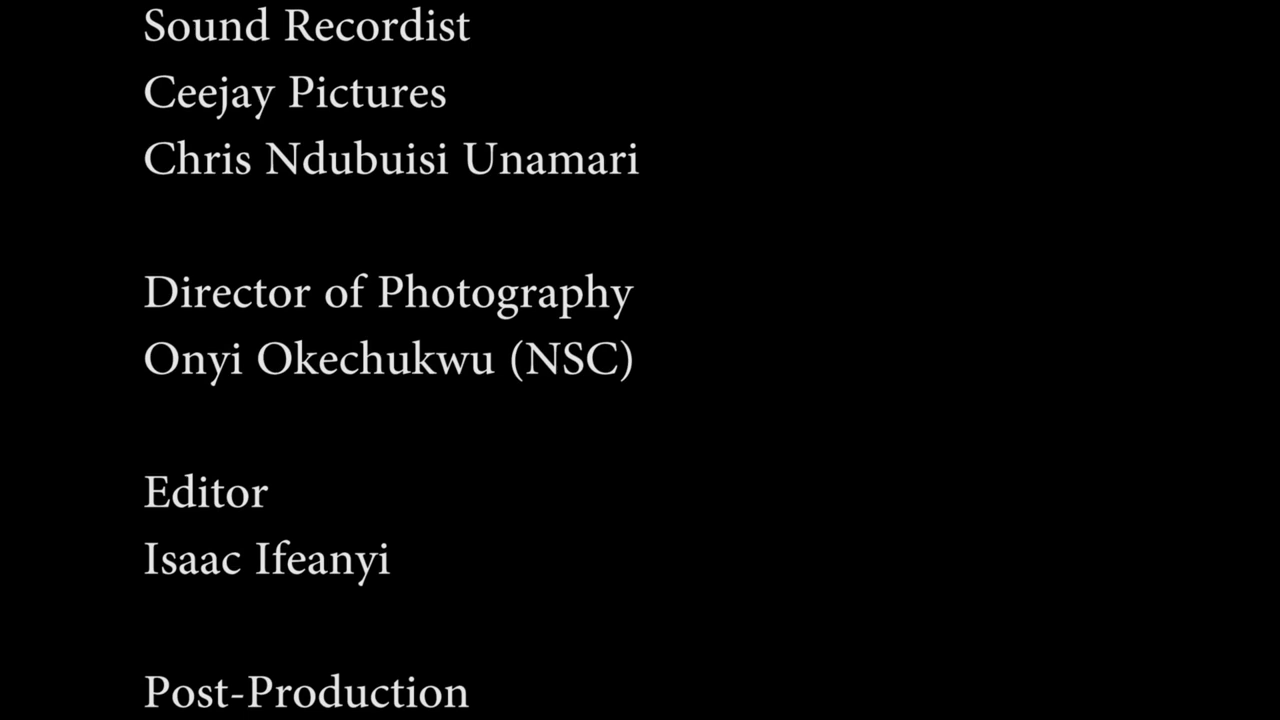 Sound Recordist
Ceejay Pictures
Chris Ndubuisi Unamari
Director of Photography
Onyi Okechukwu (NSC)
Editor
Isaac Ifeanyi
Post-Production